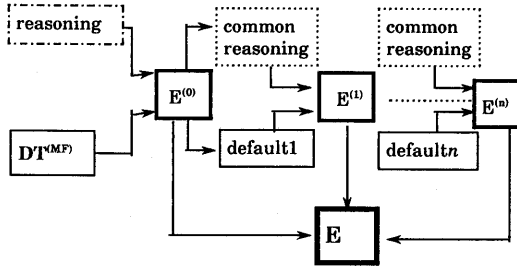 reasoning
common
reasoning
common
reasoning
E⁽⁰⁾
E⁽¹⁾
E⁽ⁿ⁾
DT'⁽ᴹᶠ⁾
default1
defaultn
E